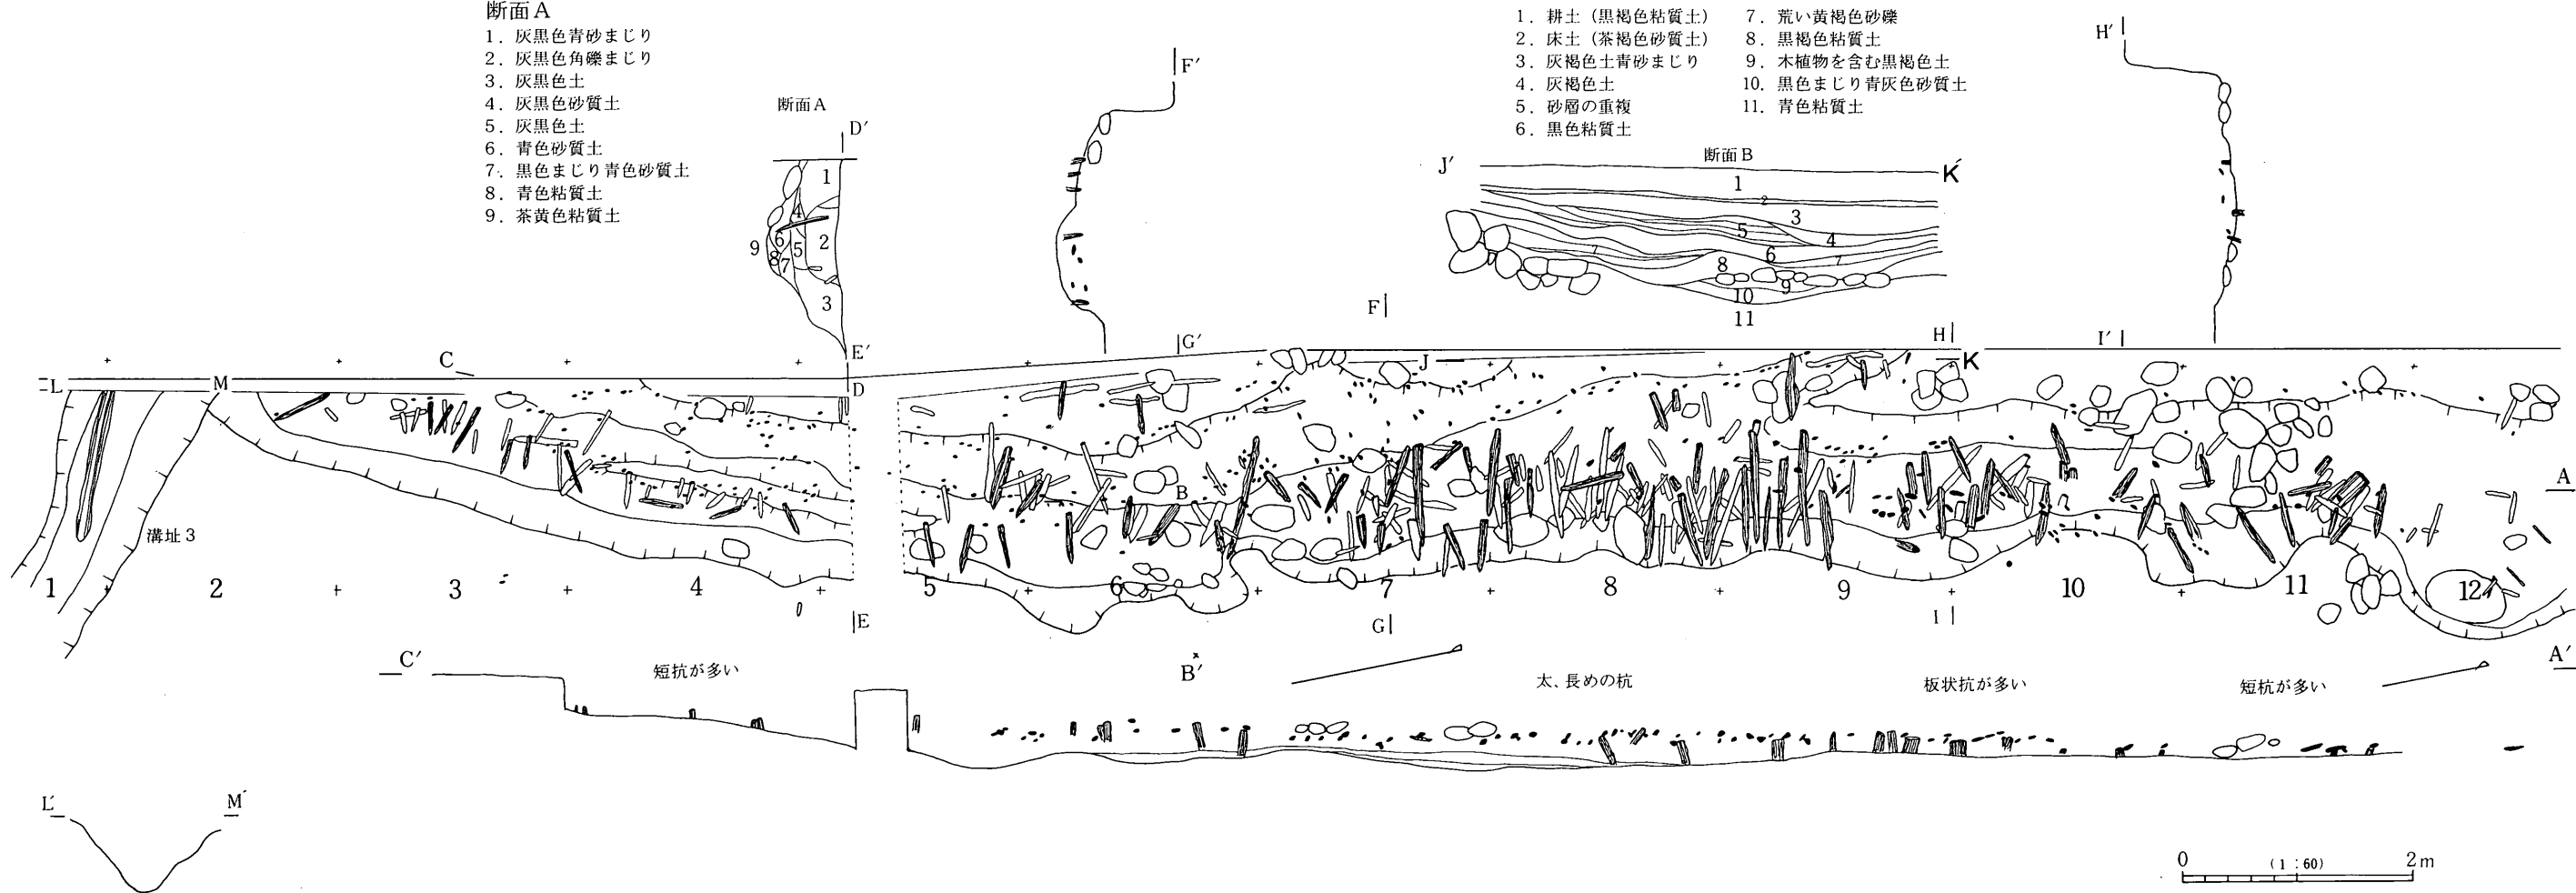 断面A
1. 灰黒色青砂まじり
2. 灰黒色角礫まじり
3. 灰黒色土
4. 灰黒色砂質土
5. 灰黒色土
6. 青色砂質土
7. 黒色まじり青色砂質土
8. 青色粘質土
9. 茶黄色粘質土
1. 耕土(黒褐色粘質土)
2. 床土(茶褐色砂質土)
3. 灰褐色土青砂まじり
4. 灰褐色土
5. 砂層の重複
6. 黒色粘質土
7. 荒い黄褐色砂礫
8. 黒褐色粘質土
9. 木植物を含む黒褐色土
10. 黒色まじり青灰色砂質土
11. 青色粘質土
断面A
D′
1
4
6 5 2
9 8 7
3
E′
F′
H′
断面B
J′ K′
1
2
3
5 4
7 6 7
8
9
10
11
F
G′
H
I′
L M C D J K
B
A
溝址3
1 2 3 4 5 6 7 8 9 10 11 12
E
G
I
C′
短抗が多い
B′
太、長めの杭
板状杭が多い
短杭が多い
A′
L′ M′
0 (1:60) 2m